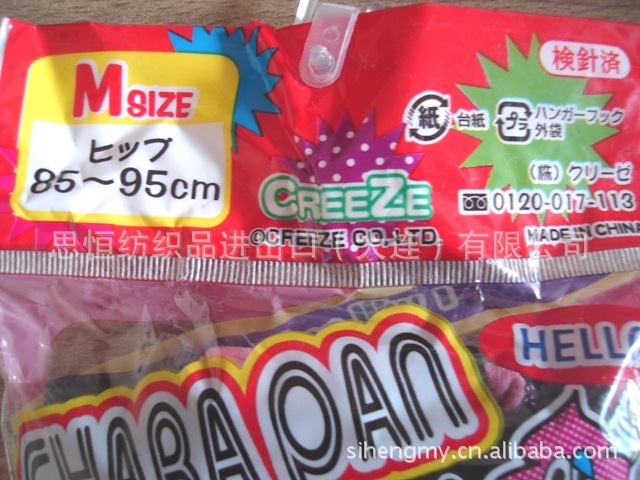 M SIZE
ヒップ
85～95cm
検針済
紙 台紙
プラ ハンガーフック
外袋
CREEZE
©CREEZE CO.,LTD.
(株)クリーゼ
0120-017-113
MADE IN CHINA
思恒纺织品进出口（大连）有限公司
CHARA PAN
HELLO
sihengmy.cn.alibaba.com